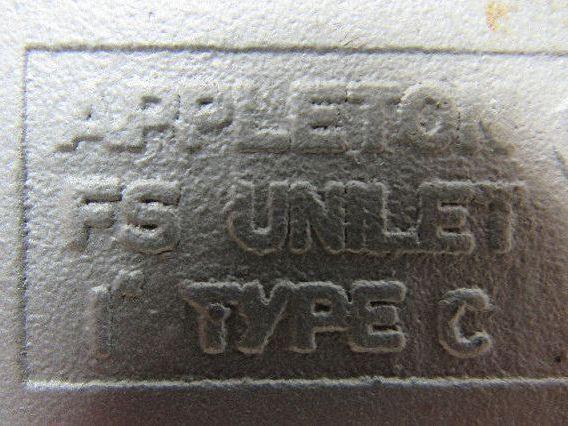 APPLETON
FS UNILET
1" TYPE C